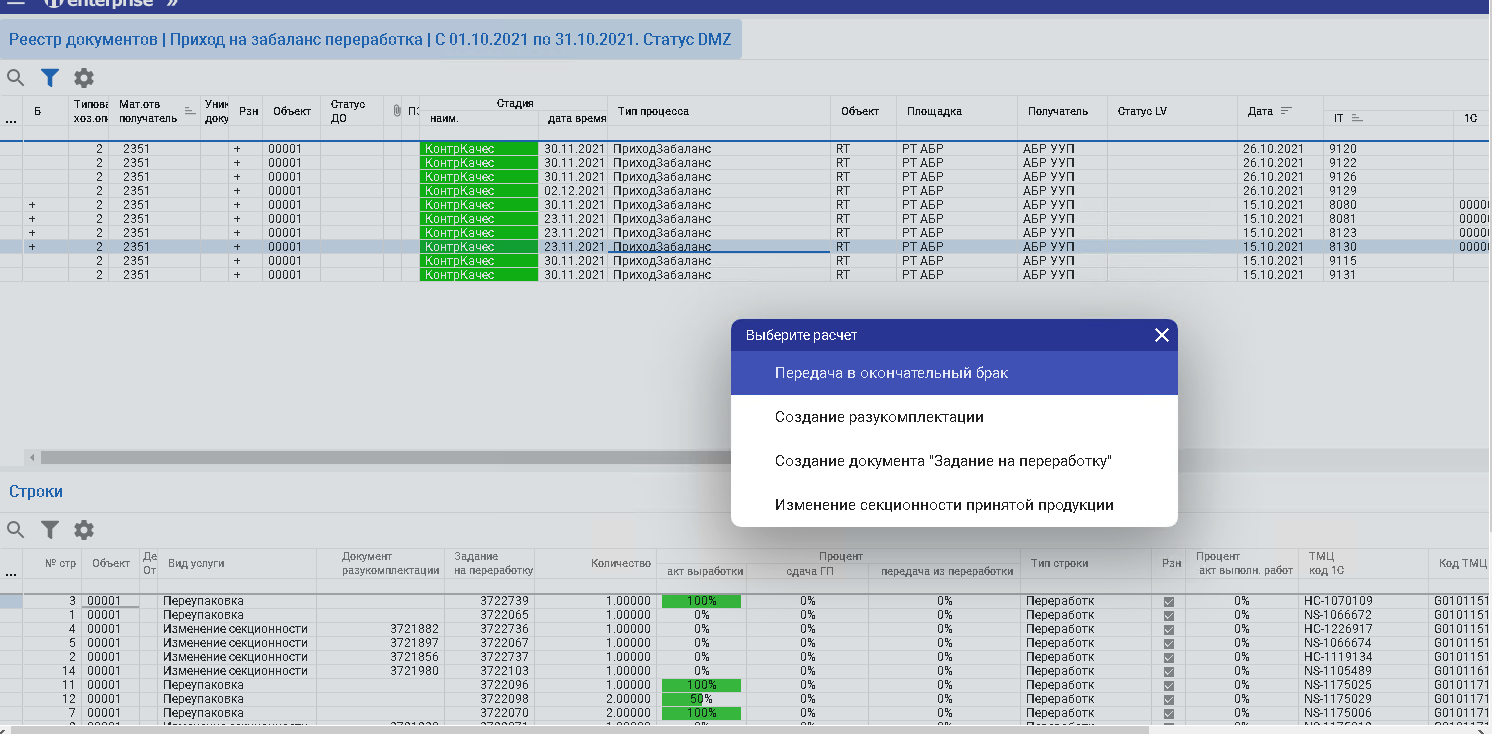 enterprise »
Реестр документов | Приход на забаланс переработка | С 01.10.2021 по 31.10.2021. Статус DMZ
... Б Типова хоз.оп Мат.отв получатель Уник доку Рзн Объект Статус ДО ПЗ Стадия наим. дата время Тип процесса Объект Площадка Получатель Статус LV Дата IT 1С
2 2351 + 00001 КонтрКачес 30.11.2021 ПриходЗабаланс RT РТ АБР АБР УУП 26.10.2021 9120
2 2351 + 00001 КонтрКачес 30.11.2021 ПриходЗабаланс RT РТ АБР АБР УУП 26.10.2021 9122
2 2351 + 00001 КонтрКачес 30.11.2021 ПриходЗабаланс RT РТ АБР АБР УУП 26.10.2021 9126
2 2351 + 00001 КонтрКачес 02.12.2021 ПриходЗабаланс RT РТ АБР АБР УУП 26.10.2021 9129
+ 2 2351 + 00001 КонтрКачес 30.11.2021 ПриходЗабаланс RT РТ АБР АБР УУП 15.10.2021 8080 0000
+ 2 2351 + 00001 КонтрКачес 23.11.2021 ПриходЗабаланс RT РТ АБР АБР УУП 15.10.2021 8081 0000
+ 2 2351 + 00001 КонтрКачес 23.11.2021 ПриходЗабаланс RT РТ АБР АБР УУП 15.10.2021 8123 0000
+ 2 2351 + 00001 КонтрКачес 23.11.2021 ПриходЗабаланс RT РТ АБР АБР УУП 15.10.2021 8130 0000
2 2351 + 00001 КонтрКачес 30.11.2021 ПриходЗабаланс RT РТ АБР АБР УУП 15.10.2021 9115
2 2351 + 00001 КонтрКачес 30.11.2021 ПриходЗабаланс RT РТ АБР АБР УУП 15.10.2021 9131
Выберите расчет
Передача в окончательный брак
Создание разукомплектации
Создание документа "Задание на переработку"
Изменение секционности принятой продукции
Строки
... № стр Объект Де От Вид услуги Документ разукомплектации Задание на переработку Количество Процент акт выработки сдача ГП передача из переработки Тип строки Рзн Процент акт выполн. работ ТМЦ код 1С Код ТМЦ
3 00001 Переупаковка 3722739 1.00000 100% 0% 0% Переработк 0% НС-1070109 G0101151
1 00001 Переупаковка 3722065 1.00000 0% 0% 0% Переработк 0% NS-1066672 G0101151
4 00001 Изменение секционности 3721882 3722736 1.00000 0% 0% 0% Переработк 0% НС-1226917 G0101151
5 00001 Изменение секционности 3721897 3722067 1.00000 0% 0% 0% Переработк 0% NS-1066674 G0101151
2 00001 Изменение секционности 3721856 3722737 1.00000 0% 0% 0% Переработк 0% НС-1119134 G0101151
14 00001 Изменение секционности 3721980 3722103 1.00000 0% 0% 0% Переработк 0% NS-1105489 G0101161
11 00001 Переупаковка 3722096 1.00000 100% 0% 0% Переработк 0% NS-1175025 G0101171
12 00001 Переупаковка 3722098 2.00000 50% 0% 0% Переработк 0% NS-1175029 G0101171
7 00001 Переупаковка 3722070 2.00000 100% 0% 0% Переработк 0% NS-1175006 G0101171